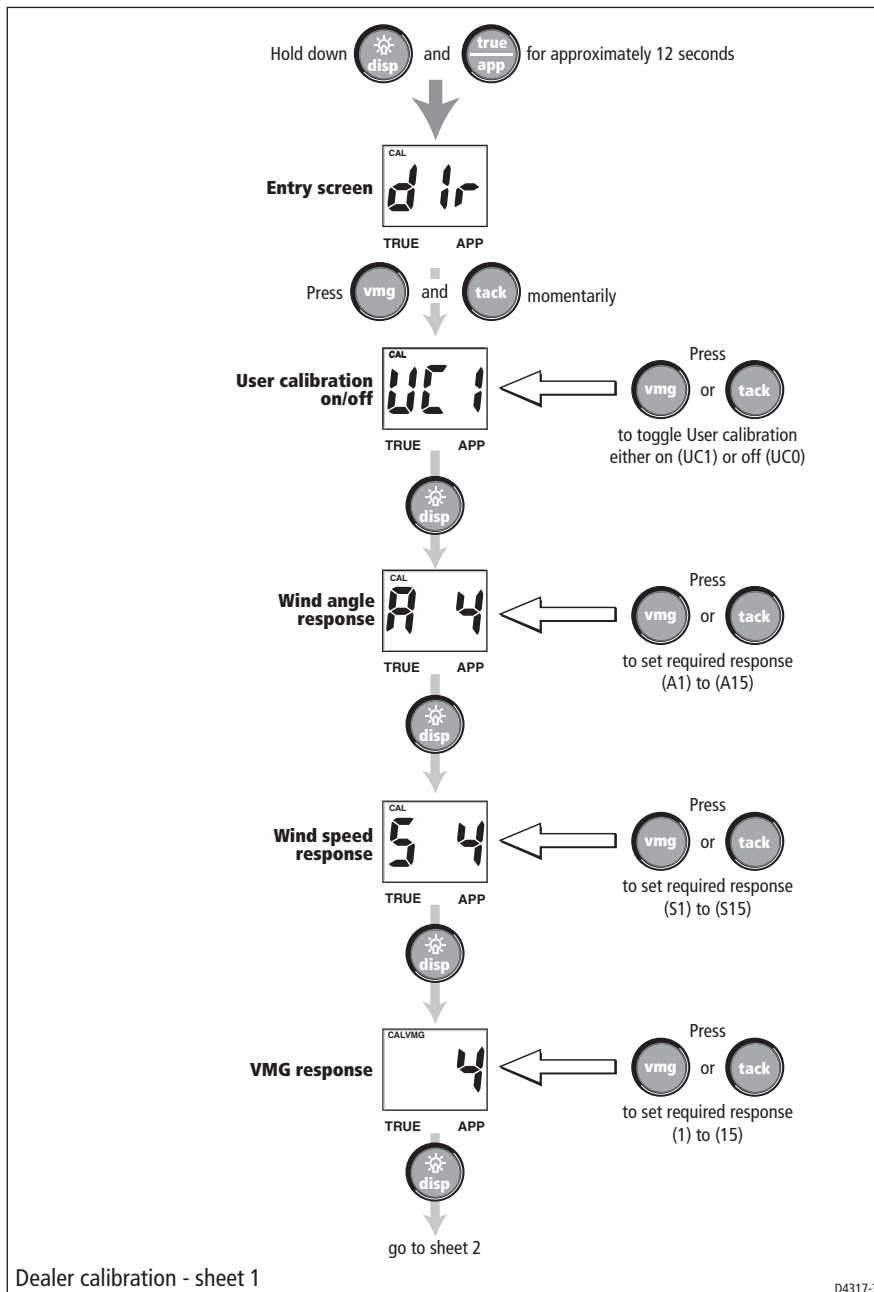 Hold down disp and true app for approximately 12 seconds
CAL
Entry screen d1r
TRUE APP
Press vmg and tack momentarily
CAL
User calibration on/off UC1
TRUE APP
Press
vmg or tack
to toggle User calibration
either on (UC1) or off (UC0)
disp
CAL
Wind angle response A 4
TRUE APP
Press
vmg or tack
to set required response
(A1) to (A15)
disp
CAL
Wind speed response S 4
TRUE APP
Press
vmg or tack
to set required response
(S1) to (S15)
disp
CALVMG
VMG response 4
TRUE APP
Press
vmg or tack
to set required response
(1) to (15)
disp
go to sheet 2
Dealer calibration - sheet 1